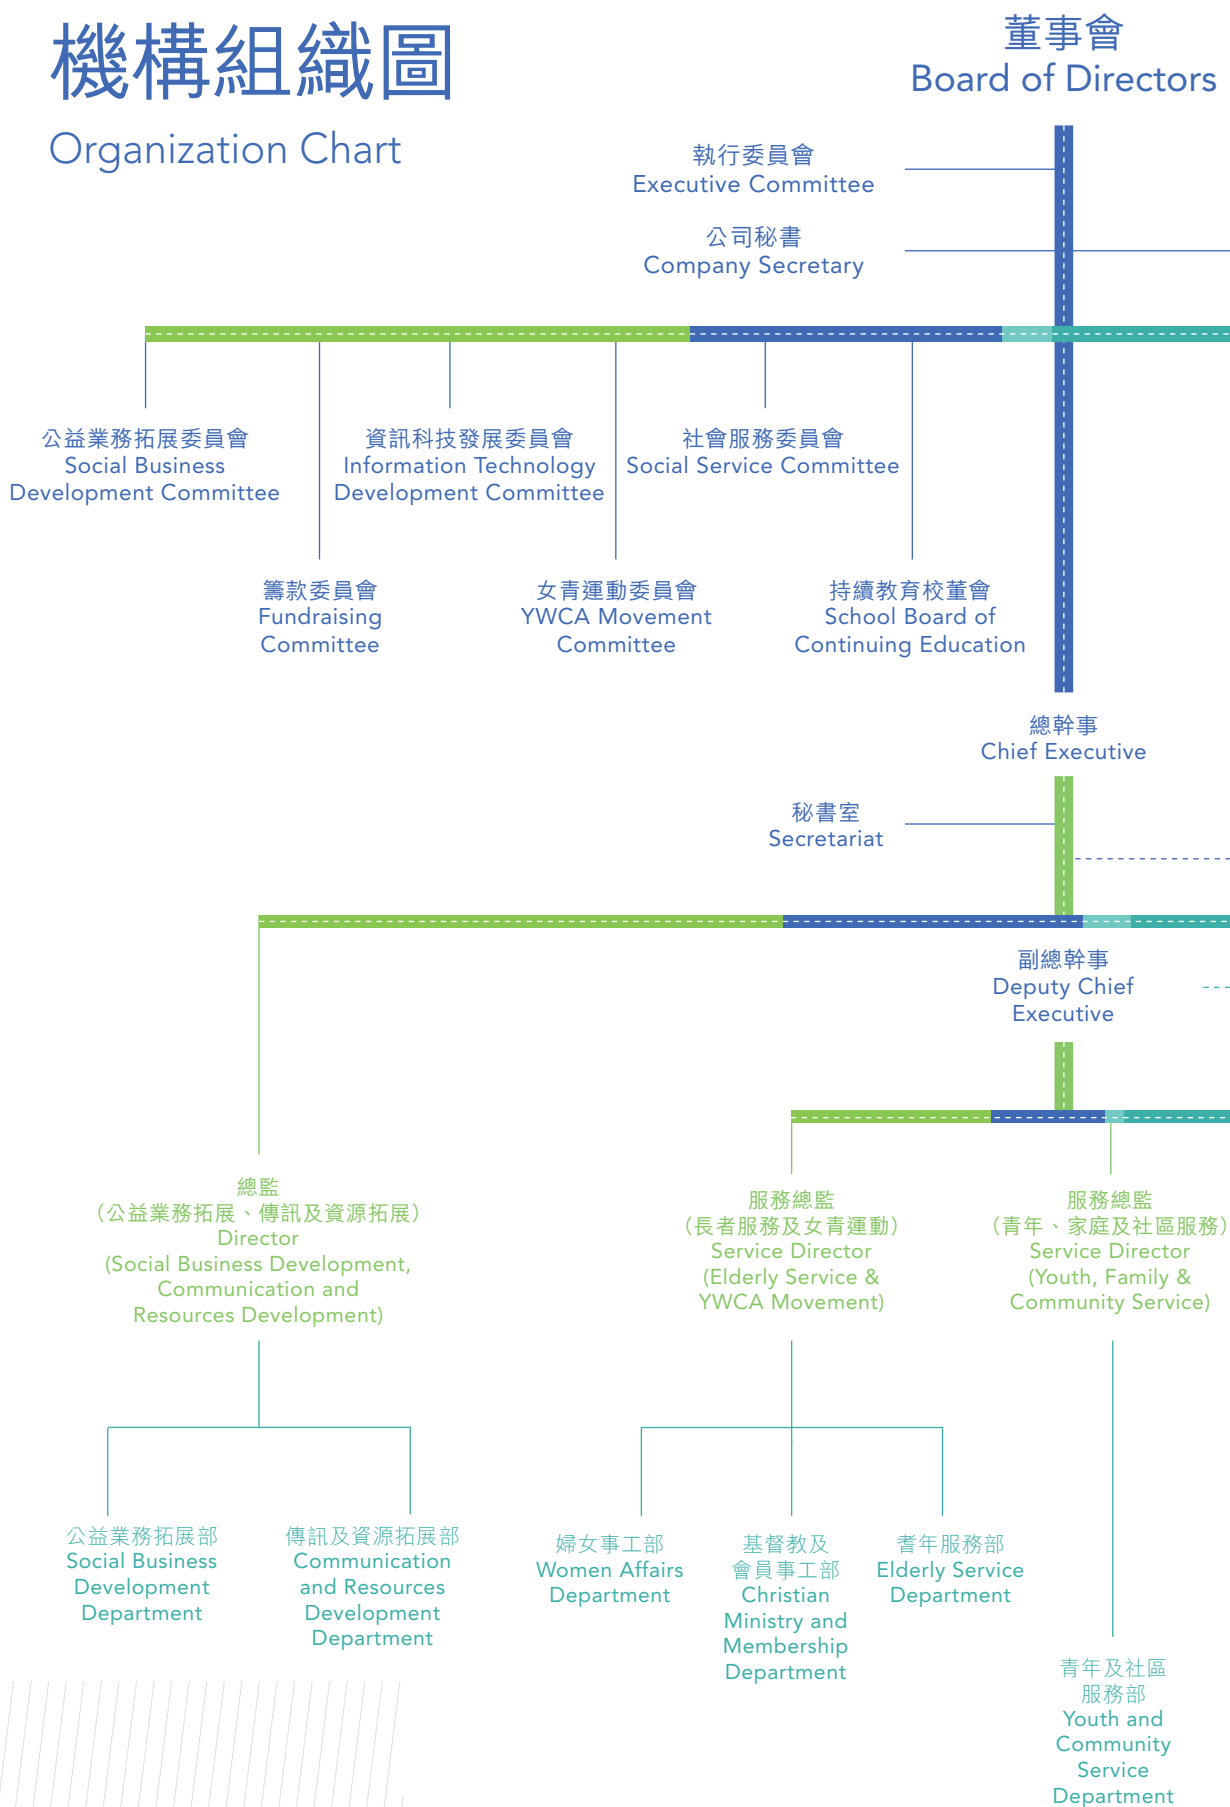 機構組織圖
Organization Chart
董事會
Board of Directors
執行委員會
Executive Committee
公司秘書
Company Secretary
公益業務拓展委員會
Social Business
Development Committee
資訊科技發展委員會
Information Technology
Development Committee
社會服務委員會
Social Service Committee
籌款委員會
Fundraising
Committee
女青運動委員會
YWCA Movement
Committee
持續教育校董會
School Board of
Continuing Education
總幹事
Chief Executive
秘書室
Secretariat
副總幹事
Deputy Chief
Executive
總監
（公益業務拓展、傳訊及資源拓展）
Director
(Social Business Development,
Communication and
Resources Development)
服務總監
（長者服務及女青運動）
Service Director
(Elderly Service &
YWCA Movement)
服務總監
（青年、家庭及社區服務）
Service Director
(Youth, Family &
Community Service)
公益業務拓展部
Social Business
Development
Department
傳訊及資源拓展部
Communication
and Resources
Development
Department
婦女事工部
Women Affairs
Department
基督教及
會員事工部
Christian
Ministry and
Membership
Department
耆年服務部
Elderly Service
Department
青年及社區
服務部
Youth and
Community
Service
Department